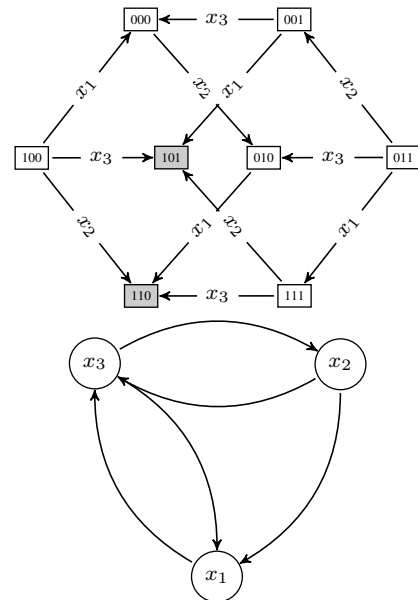 000 x₃ 001
x₁ x₂ x₁ x₂
100 x₃ 101 010 x₃ 011
x₂ x₁ x₂ x₁
110 x₃ 111
x₃ x₂
x₁